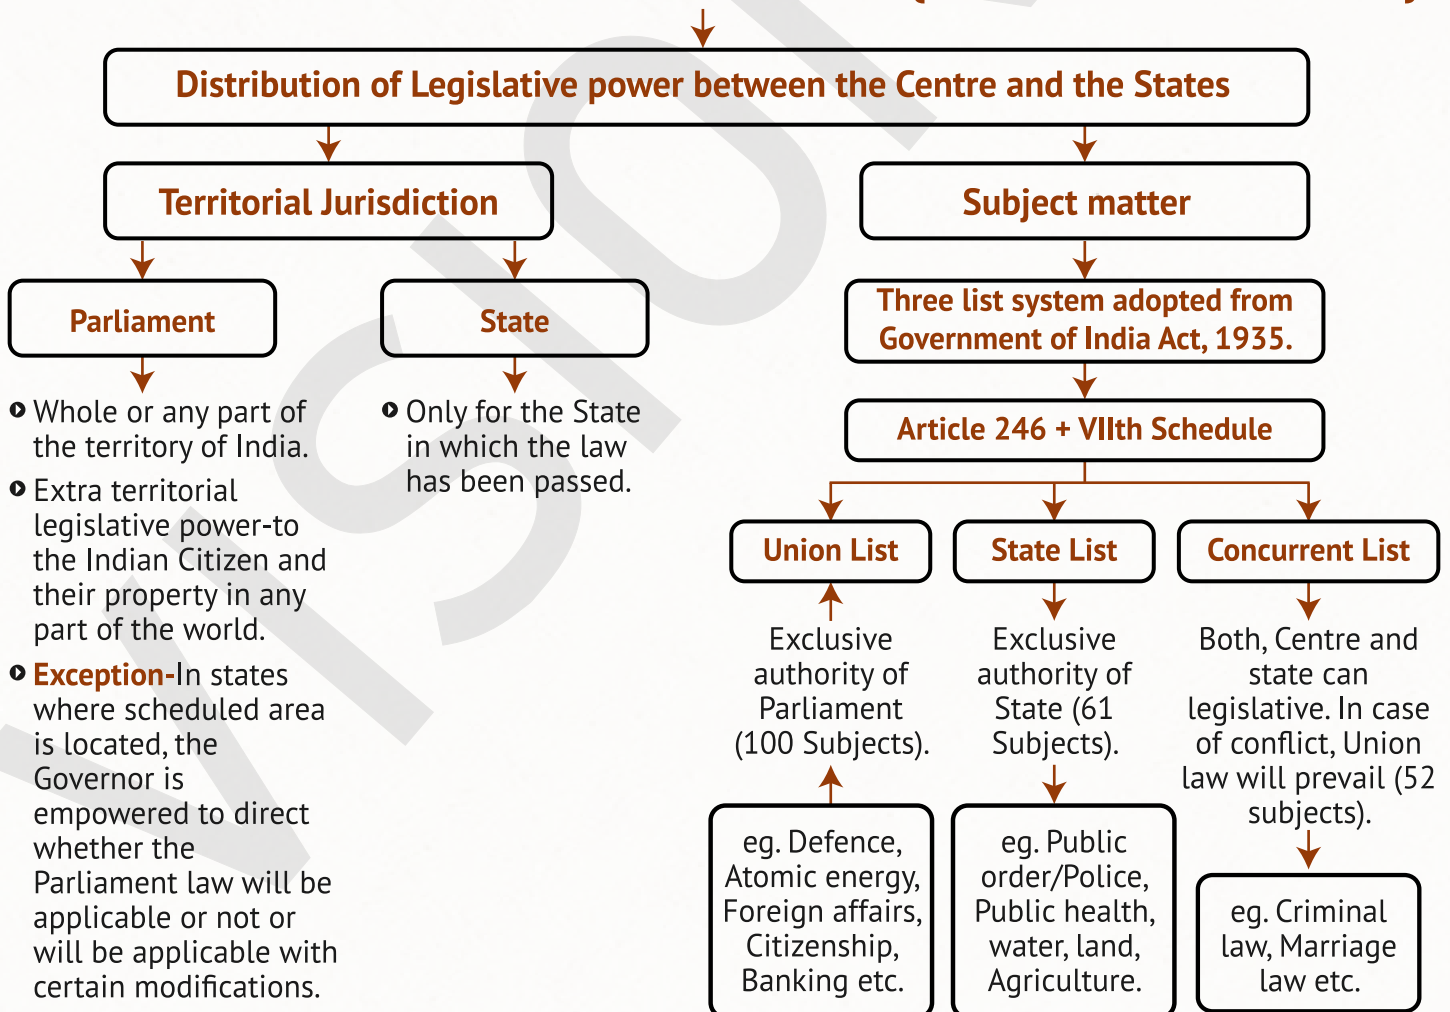 Distribution of Legislative power between the Centre and the States
Territorial Jurisdiction
Parliament
Whole or any part of
the territory of India.
Extra territorial
legislative power-to
the Indian Citizen and
their property in any
part of the world.
Exception-In states
where scheduled area
is located, the
Governor is
empowered to direct
whether the
Parliament law will be
applicable or not or
will be applicable with
certain modifications.
State
Only for the State
in which the law
has been passed.
Subject matter
Three list system adopted from
Government of India Act, 1935.
Article 246 + VIIth Schedule
Union List
Exclusive
authority of
Parliament
(100 Subjects).
eg. Defence,
Atomic energy,
Foreign affairs,
Citizenship,
Banking etc.
State List
Exclusive
authority of
State (61
Subjects).
eg. Public
order/Police,
Public health,
water, land,
Agriculture.
Concurrent List
Both, Centre and
state can
legislative. In case
of conflict, Union
law will prevail (52
subjects).
eg. Criminal
law, Marriage
law etc.